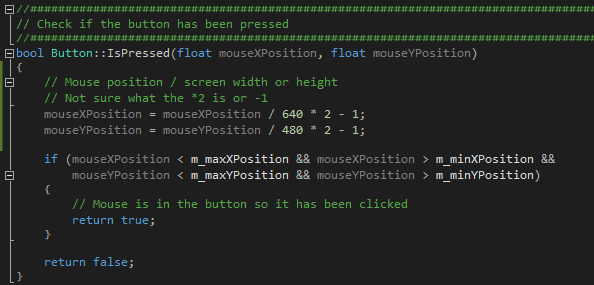 //################################################################################
// Check if the button has been pressed
//################################################################################
bool Button::IsPressed(float mouseXPosition, float mouseYPosition)
{
// Mouse position / screen width or height
// Not sure what the *2 is or -1
mouseXPosition = mouseXPosition / 640 * 2 - 1;
mouseYPosition = mouseYPosition / 480 * 2 - 1;
if (mouseXPosition < m_maxXPosition && mouseXPosition > m_minXPosition &&
mouseYPosition < m_maxYPosition && mouseYPosition > m_minYPosition)
{
// Mouse is in the button so it has been clicked
return true;
}
return false;
}